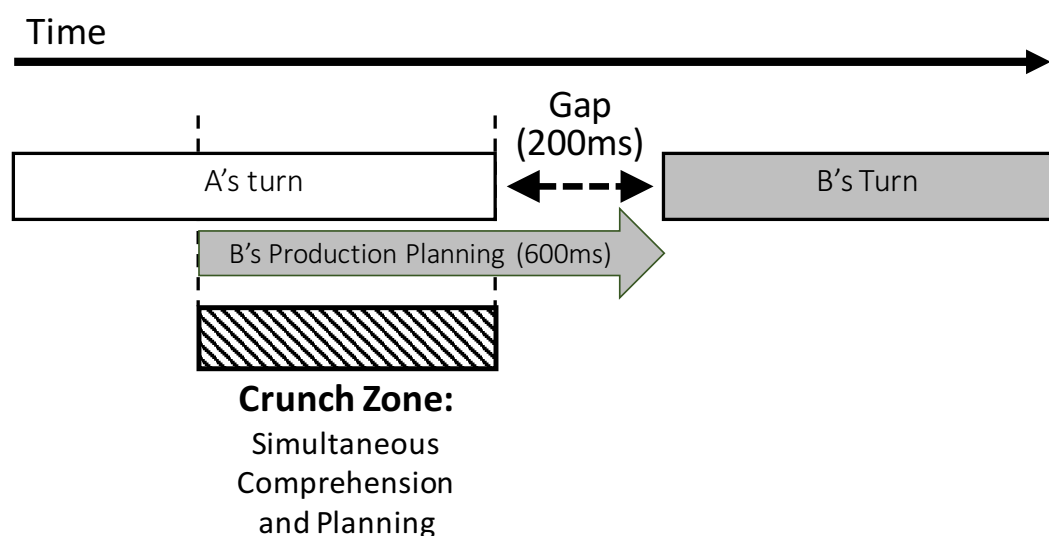 Time
Gap
(200ms)
A's turn
B's Turn
B's Production Planning (600ms)
Crunch Zone:
Simultaneous
Comprehension
and Planning